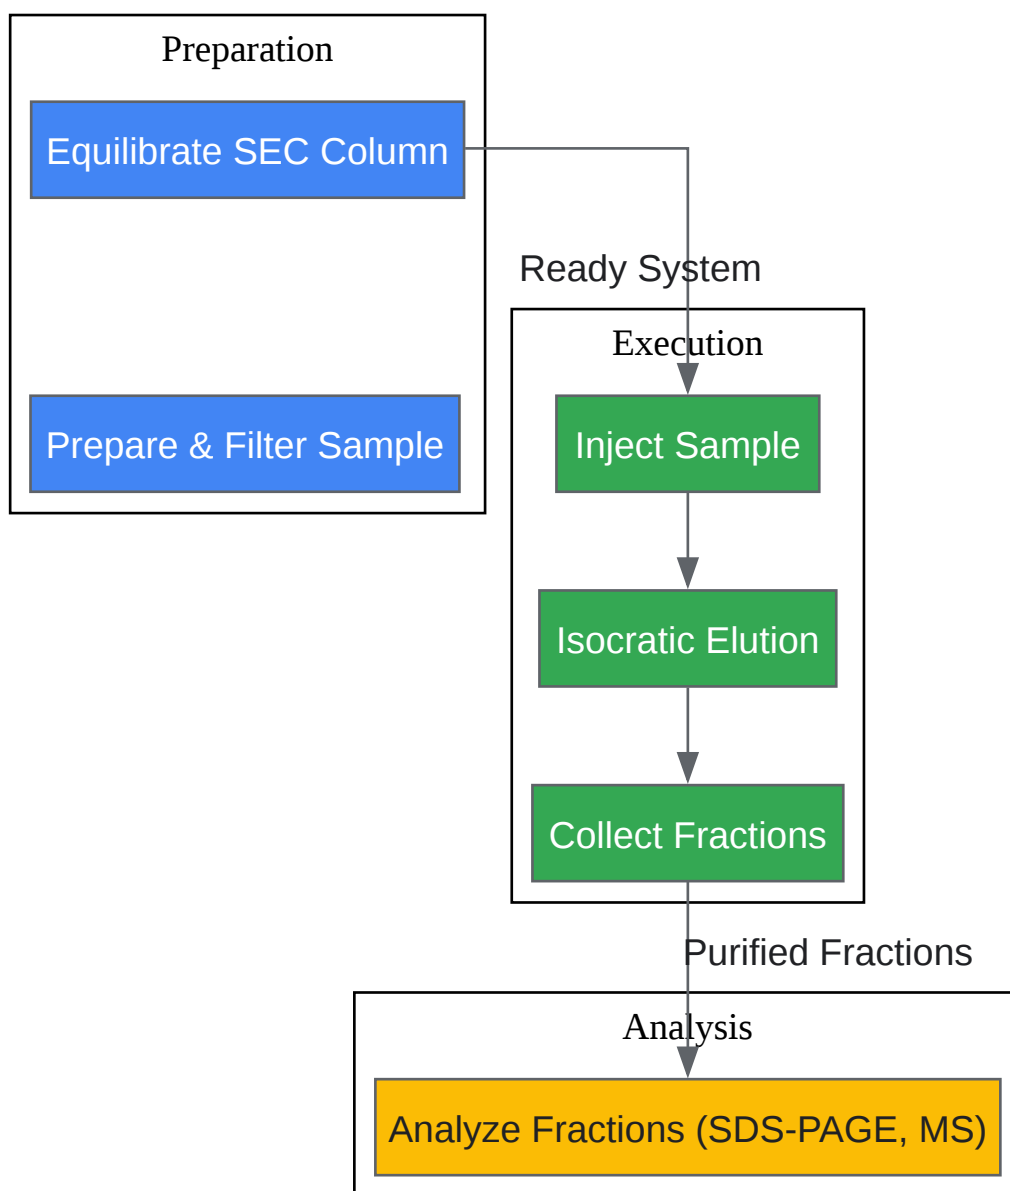 Preparation
Equilibrate SEC Column
Ready System
Execution
Prepare & Filter Sample
Inject Sample
Isocratic Elution
Collect Fractions
Purified Fractions
Analysis
Analyze Fractions (SDS-PAGE, MS)